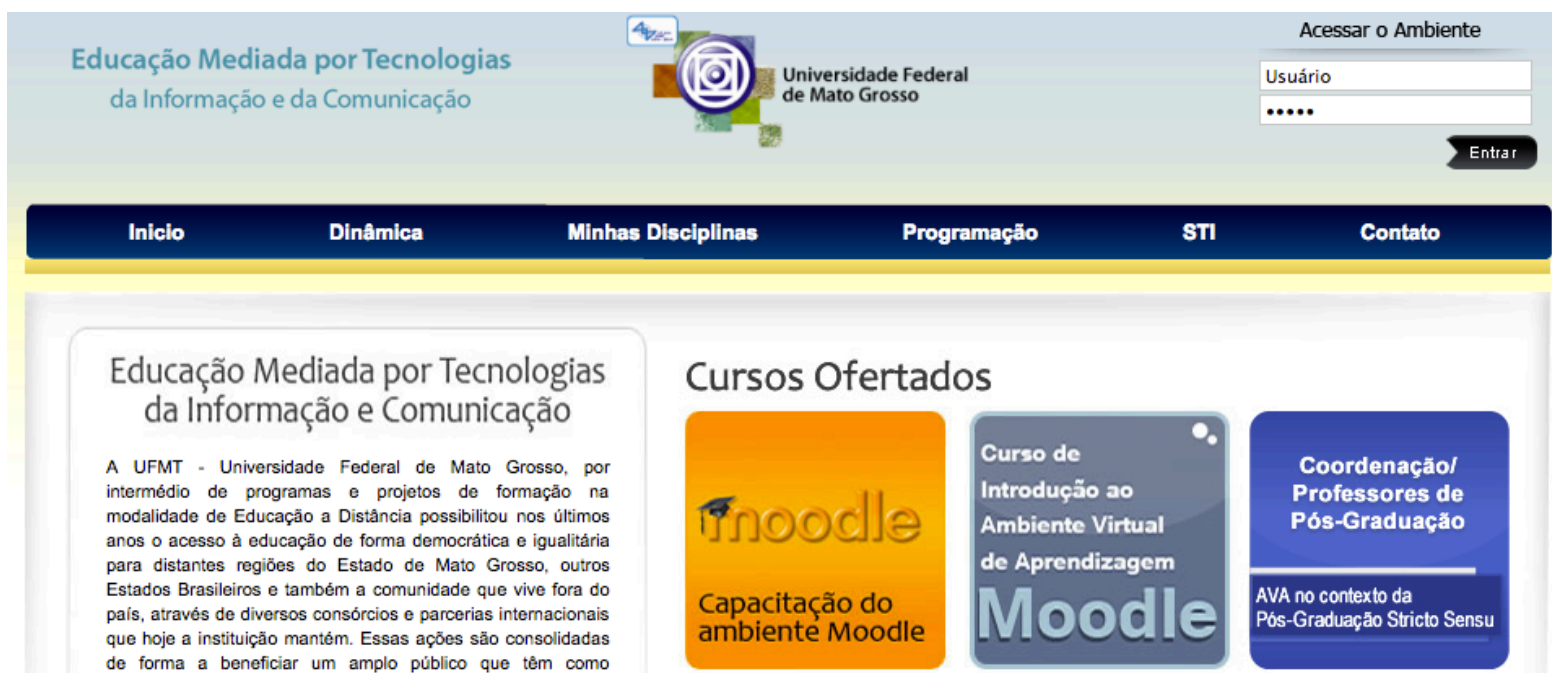 Educação Mediada por Tecnologias
da Informação e da Comunicação
Universidade Federal
de Mato Grosso
Acessar o Ambiente
Usuário
•••••
Entrar
Inicio
Dinâmica
Minhas Disciplinas
Programação
STI
Contato
Educação Mediada por Tecnologias
da Informação e Comunicação
A UFMT - Universidade Federal de Mato Grosso, por
intermédio de programas e projetos de formação na
modalidade de Educação a Distância possibilitou nos últimos
anos o acesso à educação de forma democrática e igualitária
para distantes regiões do Estado de Mato Grosso, outros
Estados Brasileiros e também a comunidade que vive fora do
país, através de diversos consórcios e parcerias internacionais
que hoje a instituição mantém. Essas ações são consolidadas
de forma a beneficiar um amplo público que têm como
Cursos Ofertados
moodle
Capacitação do
ambiente Moodle
Curso de
Introdução ao
Ambiente Virtual
de Aprendizagem
Moodle
Coordenação/
Professores de
Pós-Graduação
AVA no contexto da
Pós-Graduação Stricto Sensu